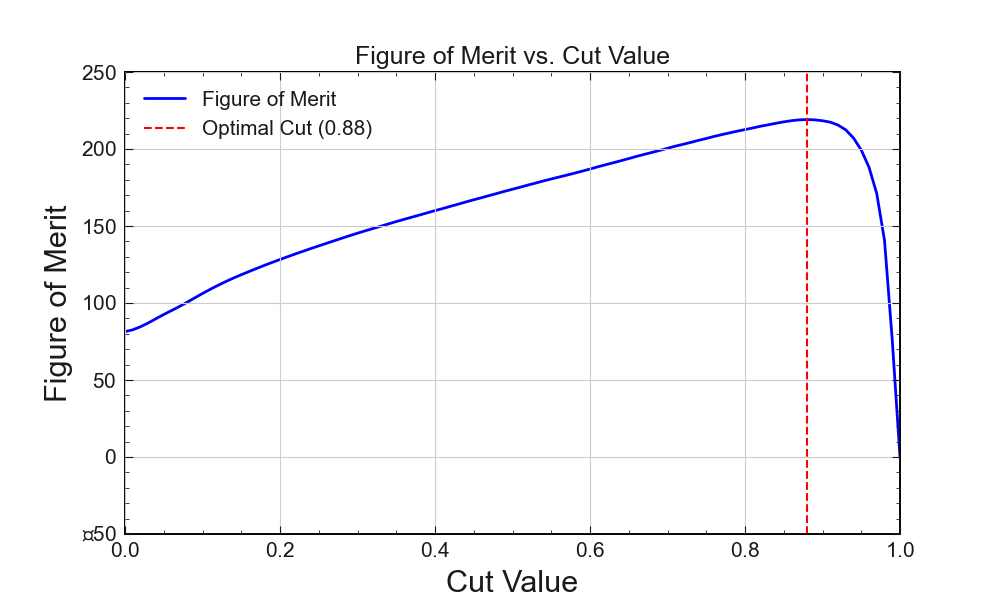 Figure of Merit vs. Cut Value
250
200
150
100
50
0
¤50
Figure of Merit
Figure of Merit
Optimal Cut (0.88)
0.0 0.2 0.4 0.6 0.8 1.0
Cut Value